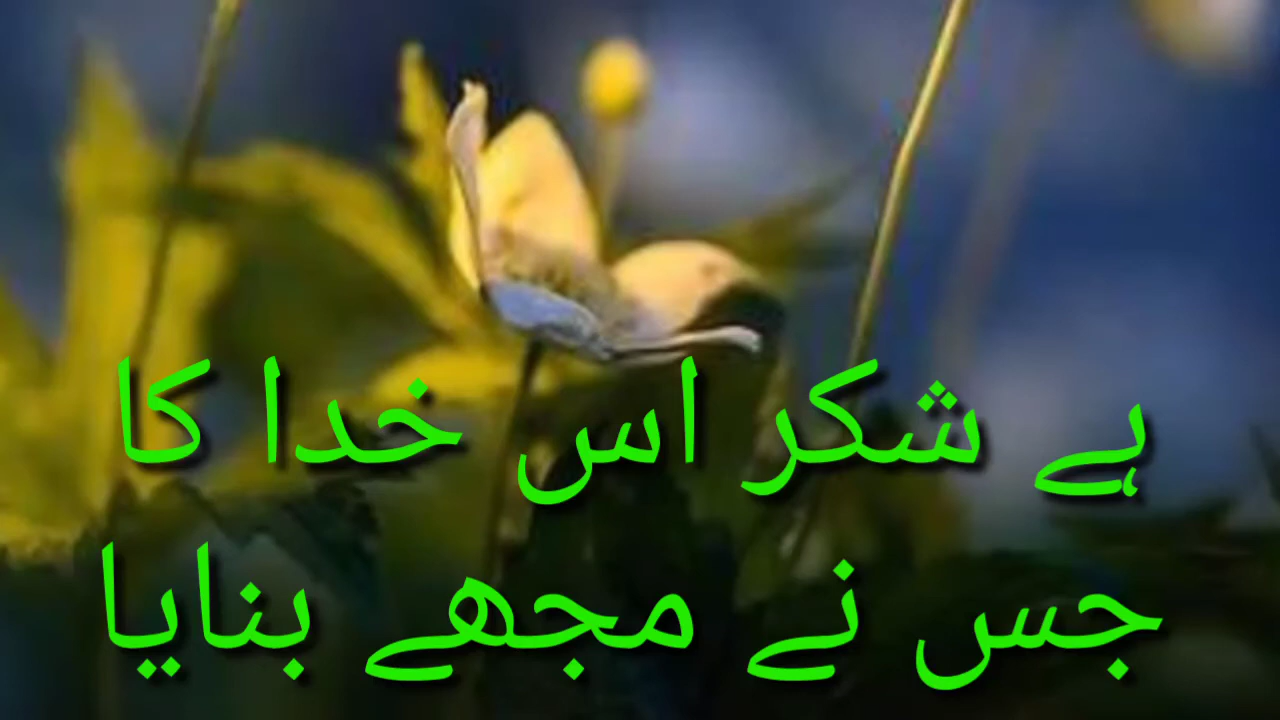 ہے شکر اس خدا کا
جس نے مجھے بنایا